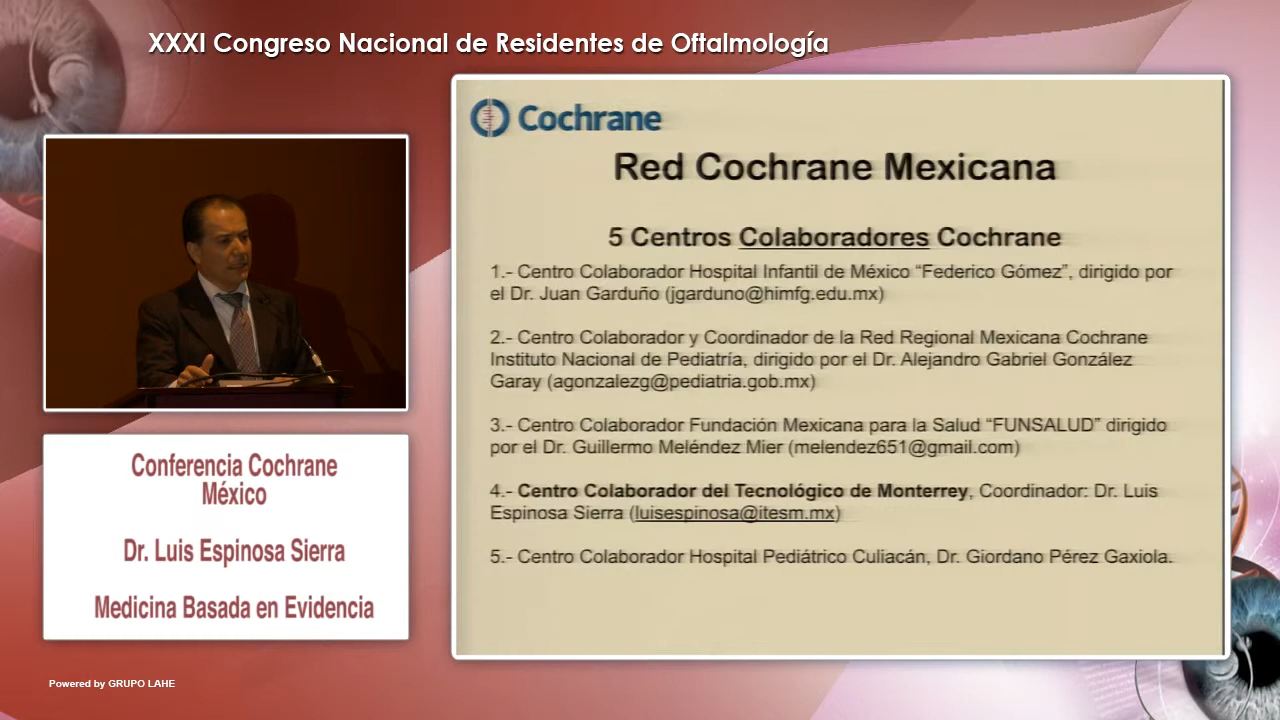 XXXI Congreso Nacional de Residentes de Oftalmología
Cochrane
Red Cochrane Mexicana
5 Centros Colaboradores Cochrane
1.- Centro Colaborador Hospital Infantil de México “Federico Gómez”, dirigido por
el Dr. Juan Garduño (jgarduno@himfg.edu.mx)
2.- Centro Colaborador y Coordinador de la Red Regional Mexicana Cochrane
Instituto Nacional de Pediatría, dirigido por el Dr. Alejandro Gabriel González
Garay (agonzalezg@pediatria.gob.mx)
3.- Centro Colaborador Fundación Mexicana para la Salud “FUNSALUD” dirigido
por el Dr. Guillermo Meléndez Mier (melendez651@gmail.com)
4.- Centro Colaborador del Tecnológico de Monterrey, Coordinador: Dr. Luis
Espinosa Sierra (luisespinosa@itesm.mx)
5.- Centro Colaborador Hospital Pediátrico Culiacán, Dr. Giordano Pérez Gaxiola.
Conferencia Cochrane
México
Dr. Luis Espinosa Sierra
Medicina Basada en Evidencia
Powered by GRUPO LAHE